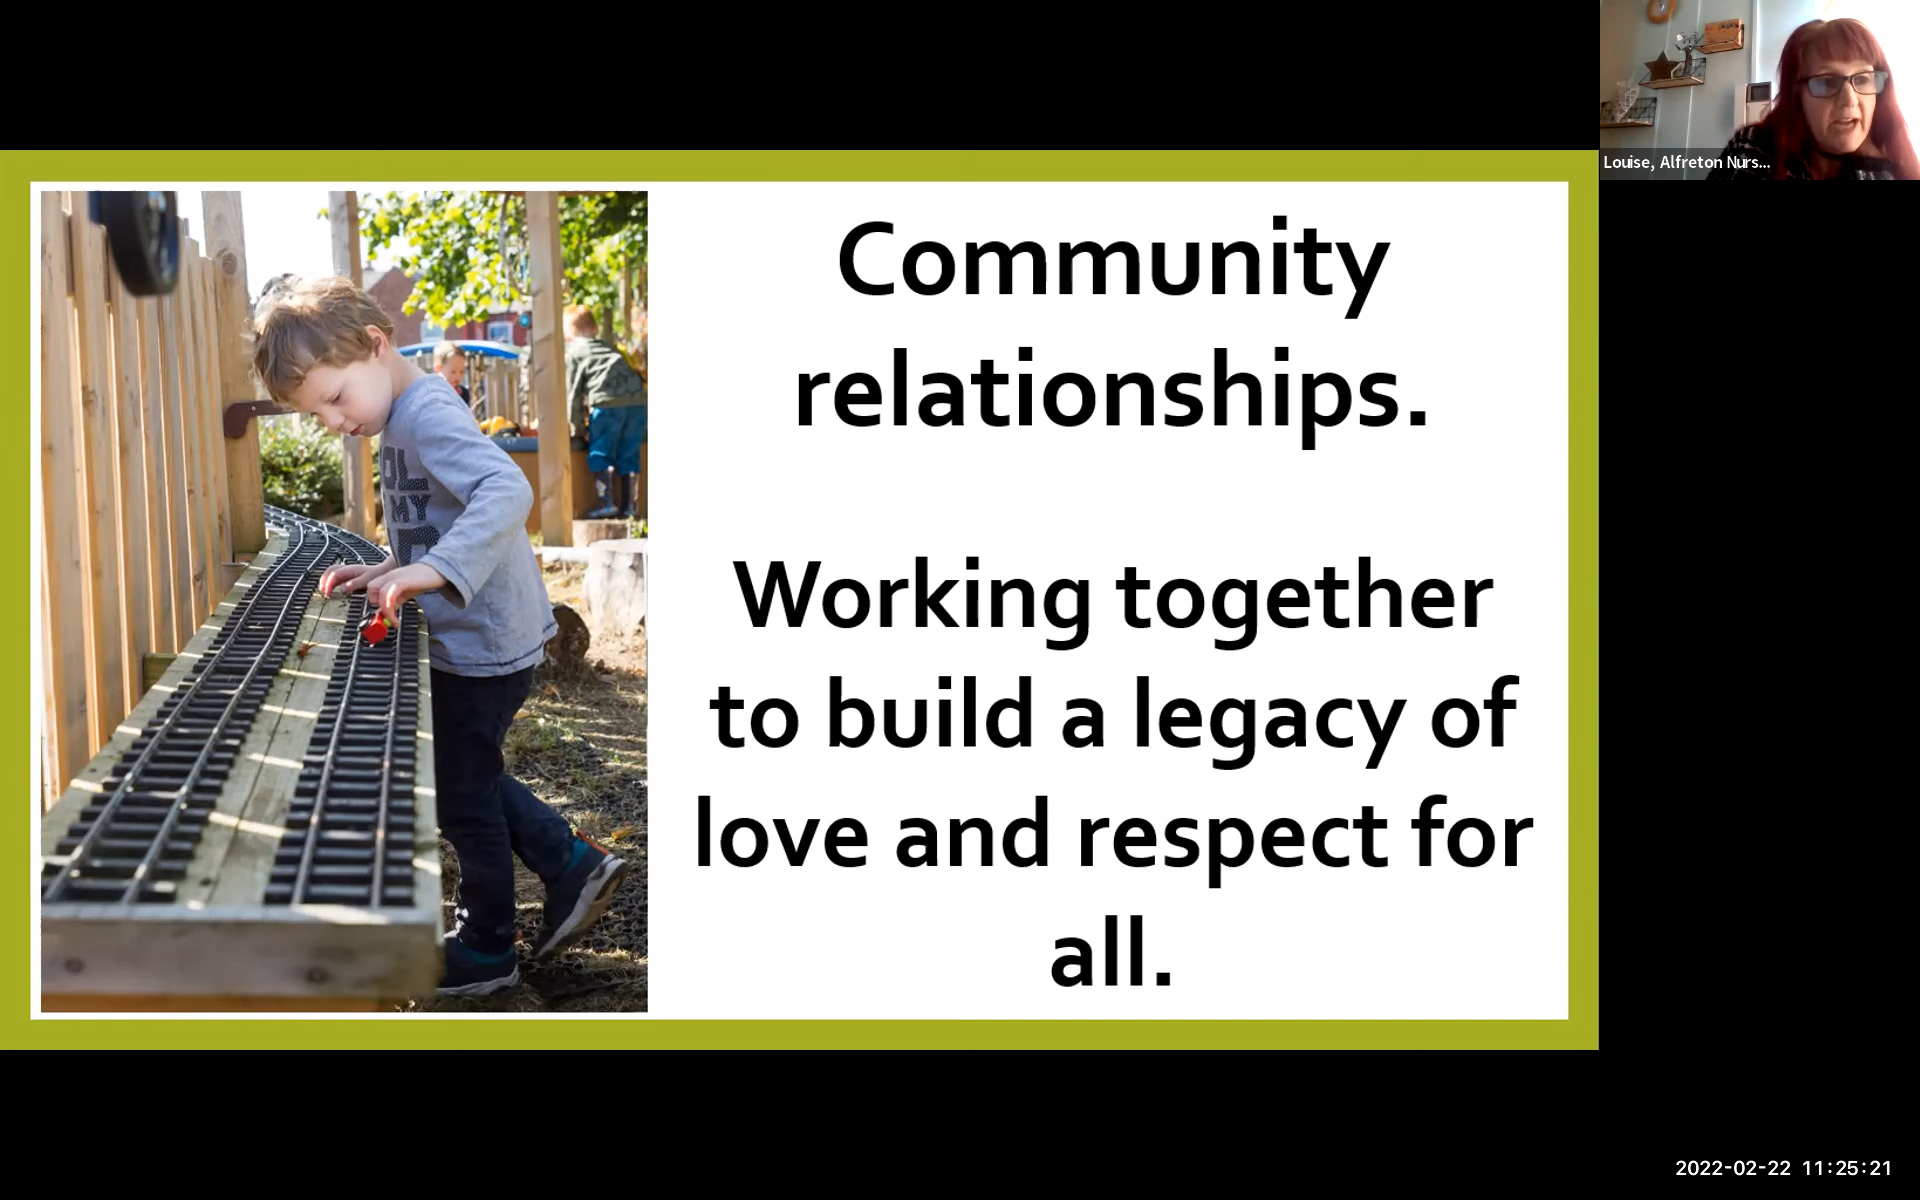 Louise, Alfreton Nurs...
Community
relationships.
Working together
to build a legacy of
love and respect for
all.
2022-02-22 11:25:21